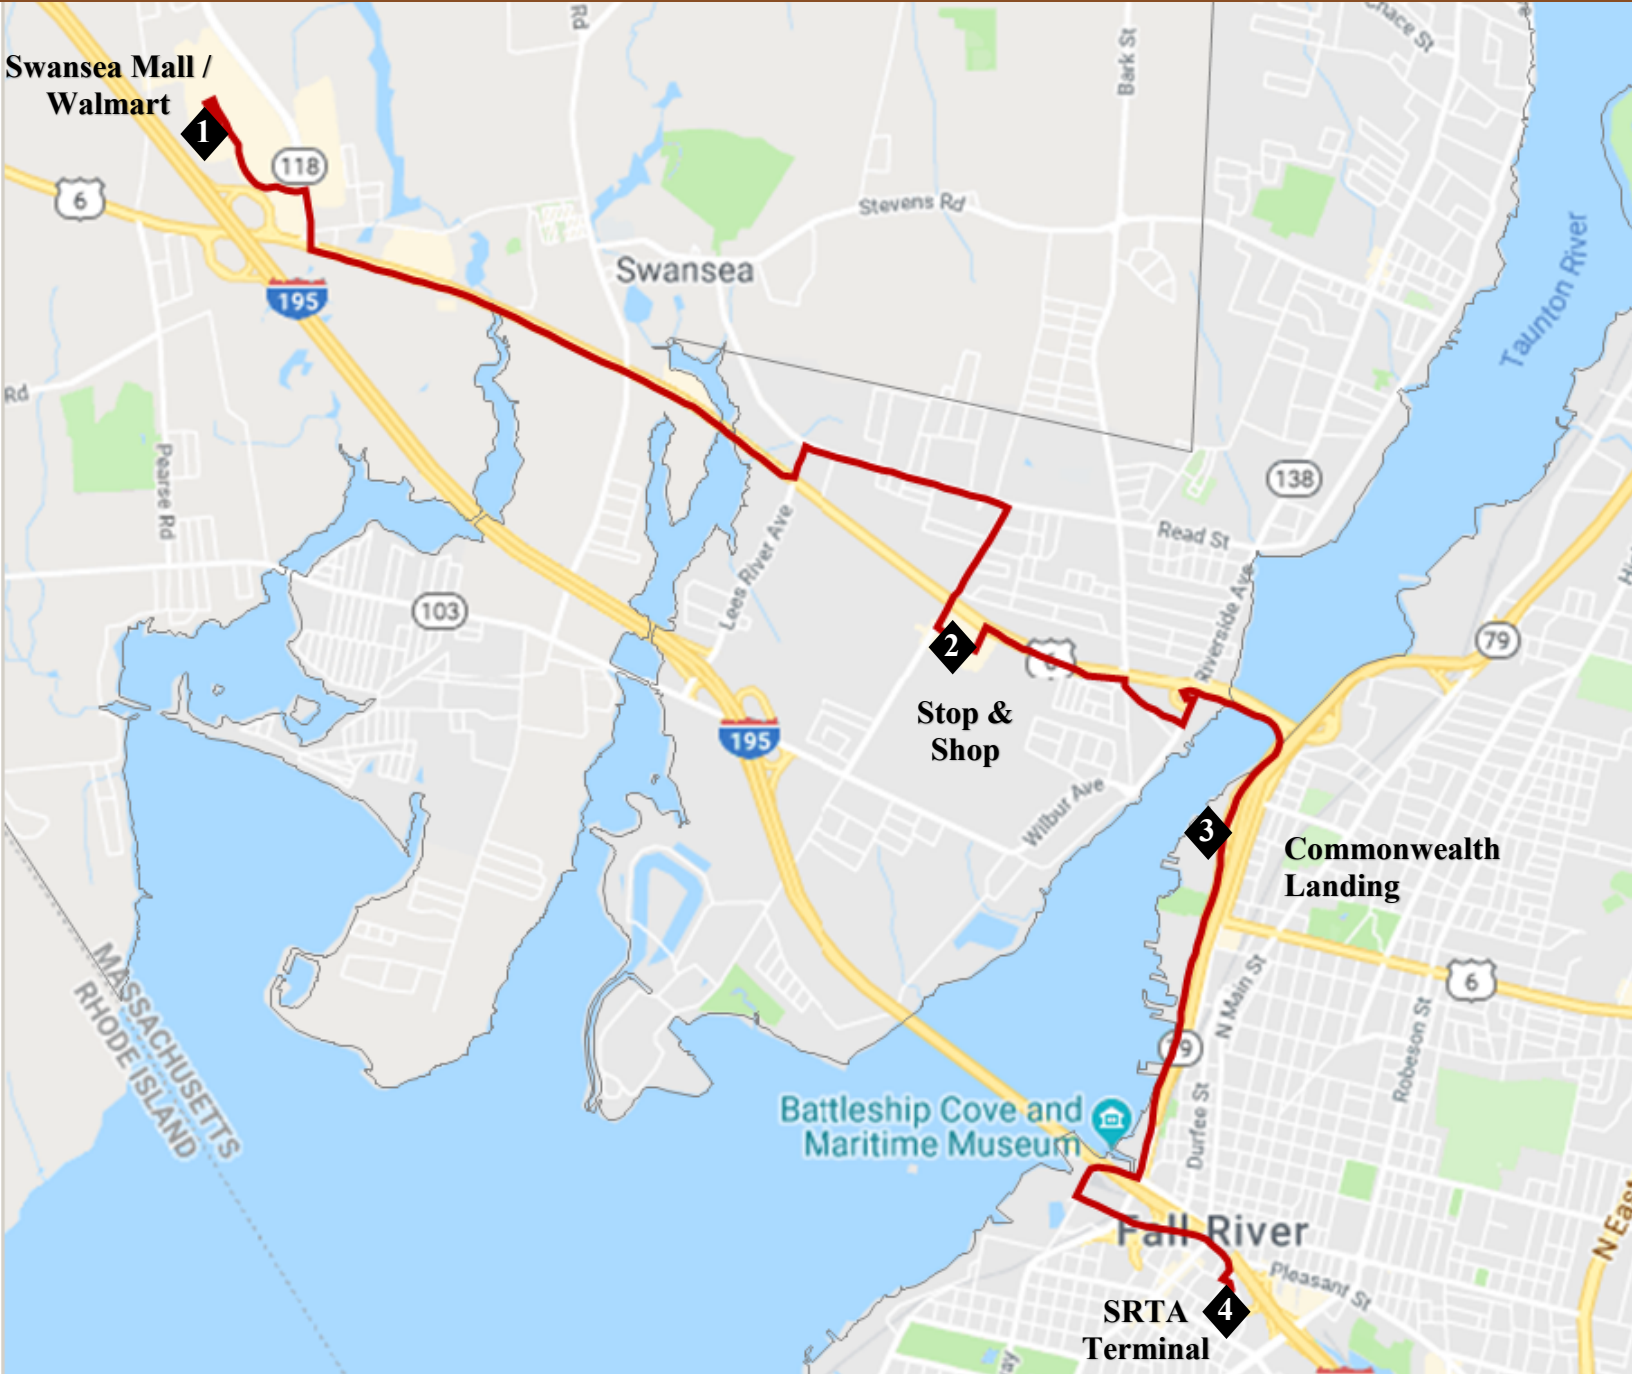 Chace St
Rd
Bark St
Swansea Mall /
Walmart
1
118
6
Stevens Rd
Taunton River
Swansea
195
Rd
Pearse Rd
138
Read St
Lees River Ave
103
Riverside Ave
79
2
6
Stop &
Shop
195
Wilbur Ave
3
Commonwealth
Landing
MASSACHUSETTS
RHODE ISLAND
N Main St
6
Robeson St
79
Durfee St
Battleship Cove and
Maritime Museum
Fall River
Pleasant St
N East
SRTA
Terminal
4